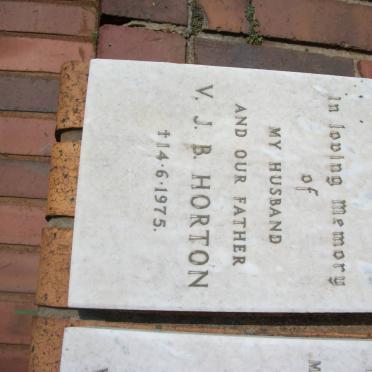 In loving memory
of
MY HUSBAND
AND OUR FATHER
V. J. B. HORTON
✝14·6·1975.